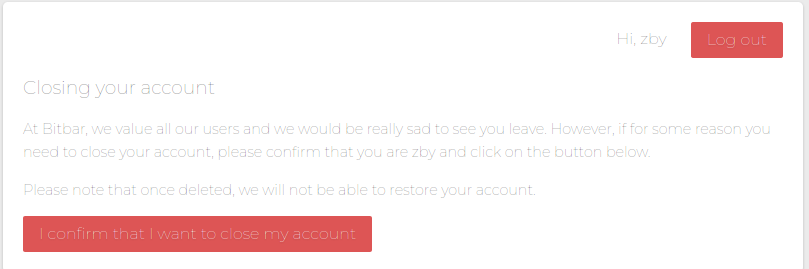 Hi, zby
Log out
Closing your account
At Bitbar, we value all our users and we would be really sad to see you leave. However, if for some reason you
need to close your account, please confirm that you are zby and click on the button below.
Please note that once deleted, we will not be able to restore your account.
I confirm that I want to close my account